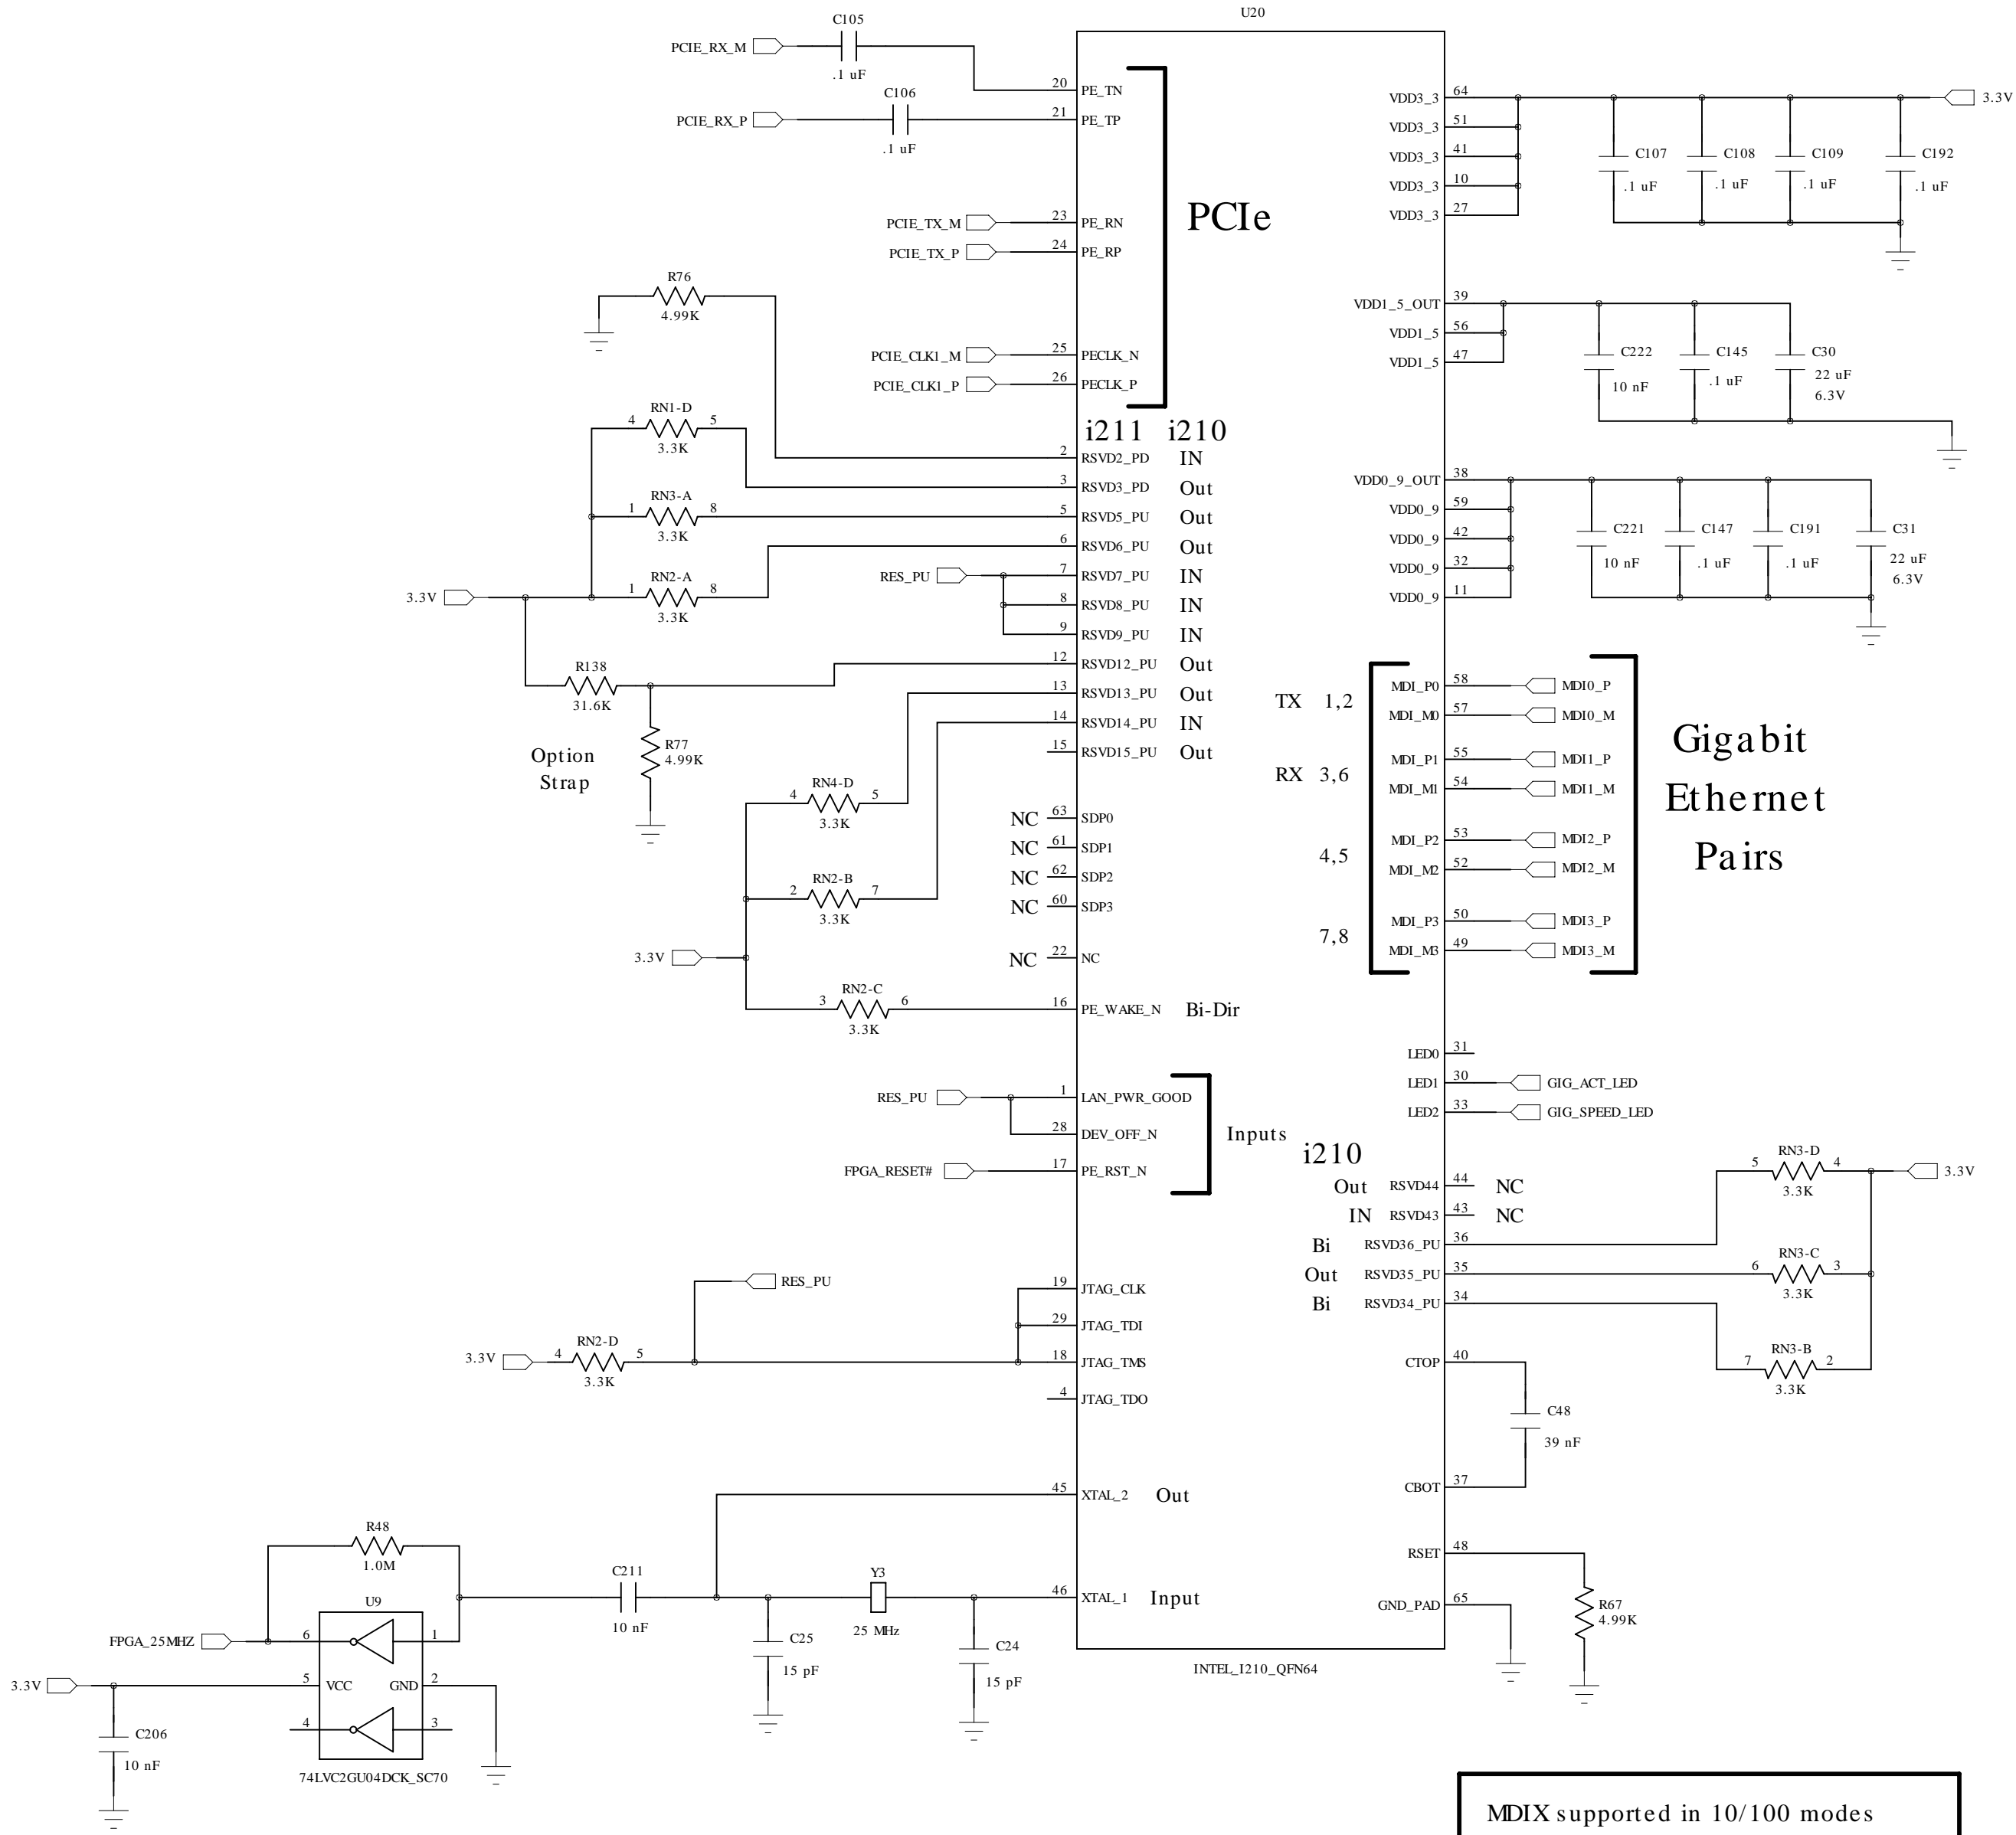 U20
C105
PCIE_RX_M
.1 uF
20 PE_TN
C106
PCIE_RX_P
.1 uF
21 PE_TP
PCIe
PCIE_TX_M 23 PE_RN
PCIE_TX_P 24 PE_RP
R76
4.99K
PCIE_CLK1_M 25 PECLK_N
PCIE_CLK1_P 26 PECLK_P
i211 i210
2 RSVD2_PD IN
3 RSVD3_PD Out
5 RSVD5_PU Out
6 RSVD6_PU Out
RES_PU 7 RSVD7_PU IN
8 RSVD8_PU IN
9 RSVD9_PU IN
12 RSVD12_PU Out
13 RSVD13_PU Out
14 RSVD14_PU IN
15 RSVD15_PU Out
RN1-D
4 5
3.3K
RN3-A
1 8
3.3K
3.3V
RN2-A
1 8
3.3K
R138
31.6K
R77
4.99K
Option
Strap
RN4-D
4 5
3.3K
RN2-B
2 7
3.3K
3.3V
RN2-C
3 6
3.3K
NC 63 SDP0
NC 61 SDP1
NC 62 SDP2
NC 60 SDP3
NC 22 NC
16 PE_WAKE_N Bi-Dir
RES_PU 1 LAN_PWR_GOOD
28 DEV_OFF_N
FPGA_RESET# 17 PE_RST_N
Inputs
RES_PU
19 JTAG_CLK
29 JTAG_TDI
18 JTAG_TMS
4 JTAG_TDO
3.3V
RN2-D
4 5
3.3K
45 XTAL_2 Out
46 XTAL_1 Input
R48
1.0M
C211
10 nF
Y3
25 MHz
C25
15 pF
C24
15 pF
U9
FPGA_25MHZ
6 1
3.3V
5 VCC GND 2
4 3
C206
10 nF
74LVC2GU04DCK_SC70
VDD3_3 64
VDD3_3 51
VDD3_3 41
VDD3_3 10
VDD3_3 27
3.3V
C107
.1 uF
C108
.1 uF
C109
.1 uF
C192
.1 uF
VDD1_5_OUT 39
VDD1_5 56
VDD1_5 47
C222
10 nF
C145
.1 uF
C30
22 uF
6.3V
VDD0_9_OUT 38
VDD0_9 59
VDD0_9 42
VDD0_9 32
VDD0_9 11
C221
10 nF
C147
.1 uF
C191
.1 uF
C31
22 uF
6.3V
TX 1,2
MDI_P0 58 MDI0_P
MDI_M0 57 MDI0_M
RX 3,6
MDI_P1 55 MDI1_P
MDI_M1 54 MDI1_M
4,5
MDI_P2 53 MDI2_P
MDI_M2 52 MDI2_M
7,8
MDI_P3 50 MDI3_P
MDI_M3 49 MDI3_M
Gigabit
Ethernet
Pairs
LED0 31
LED1 30 GIG_ACT_LED
LED2 33 GIG_SPEED_LED
i210
Out RSVD44 44 NC
IN RSVD43 43 NC
Bi RSVD36_PU 36
Out RSVD35_PU 35
Bi RSVD34_PU 34
RN3-D
5 4
3.3K
3.3V
RN3-C
6 3
3.3K
RN3-B
7 2
3.3K
CTOP 40
C48
39 nF
CBOT 37
RSET 48
R67
4.99K
GND_PAD 65
INTEL_I210_QFN64
MDIX supported in 10/100 modes